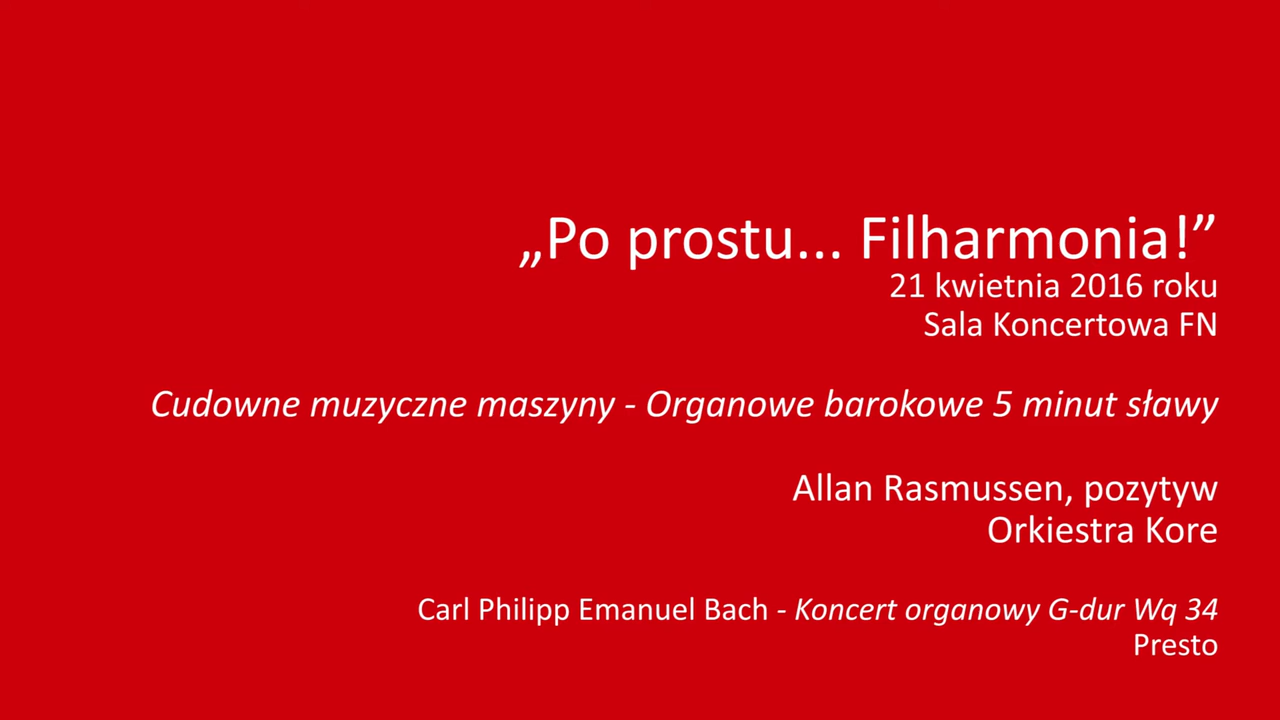 „Po prostu... Filharmonia!”
21 kwietnia 2016 roku
Sala Koncertowa FN
Cudowne muzyczne maszyny - Organowe barokowe 5 minut sławy
Allan Rasmussen, pozytyw
Orkiestra Kore
Carl Philipp Emanuel Bach - Koncert organowy G-dur Wq 34
Presto